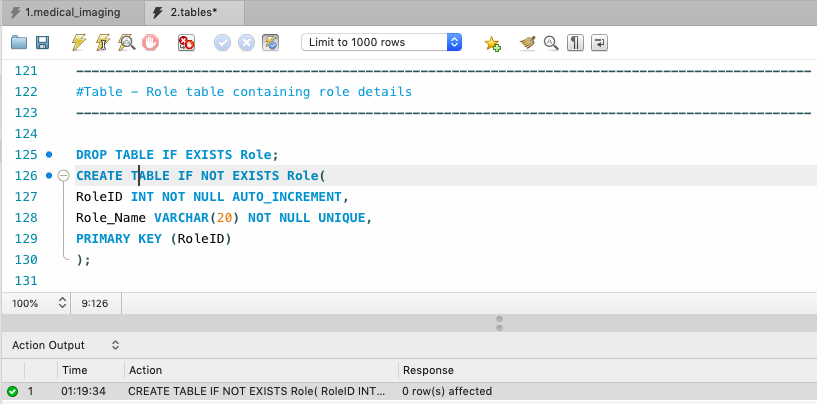 1.medical_imaging 2.tables*
Limit to 1000 rows
121 --------------------------------------------------------------------------------------------
122 #Table - Role table containing role details
123 --------------------------------------------------------------------------------------------
124
125 DROP TABLE IF EXISTS Role;
126 CREATE TABLE IF NOT EXISTS Role(
127 RoleID INT NOT NULL AUTO_INCREMENT,
128 Role_Name VARCHAR(20) NOT NULL UNIQUE,
129 PRIMARY KEY (RoleID)
130 );
131
100% 9:126
Action Output
Time Action Response
1 01:19:34 CREATE TABLE IF NOT EXISTS Role( RoleID INT... 0 row(s) affected